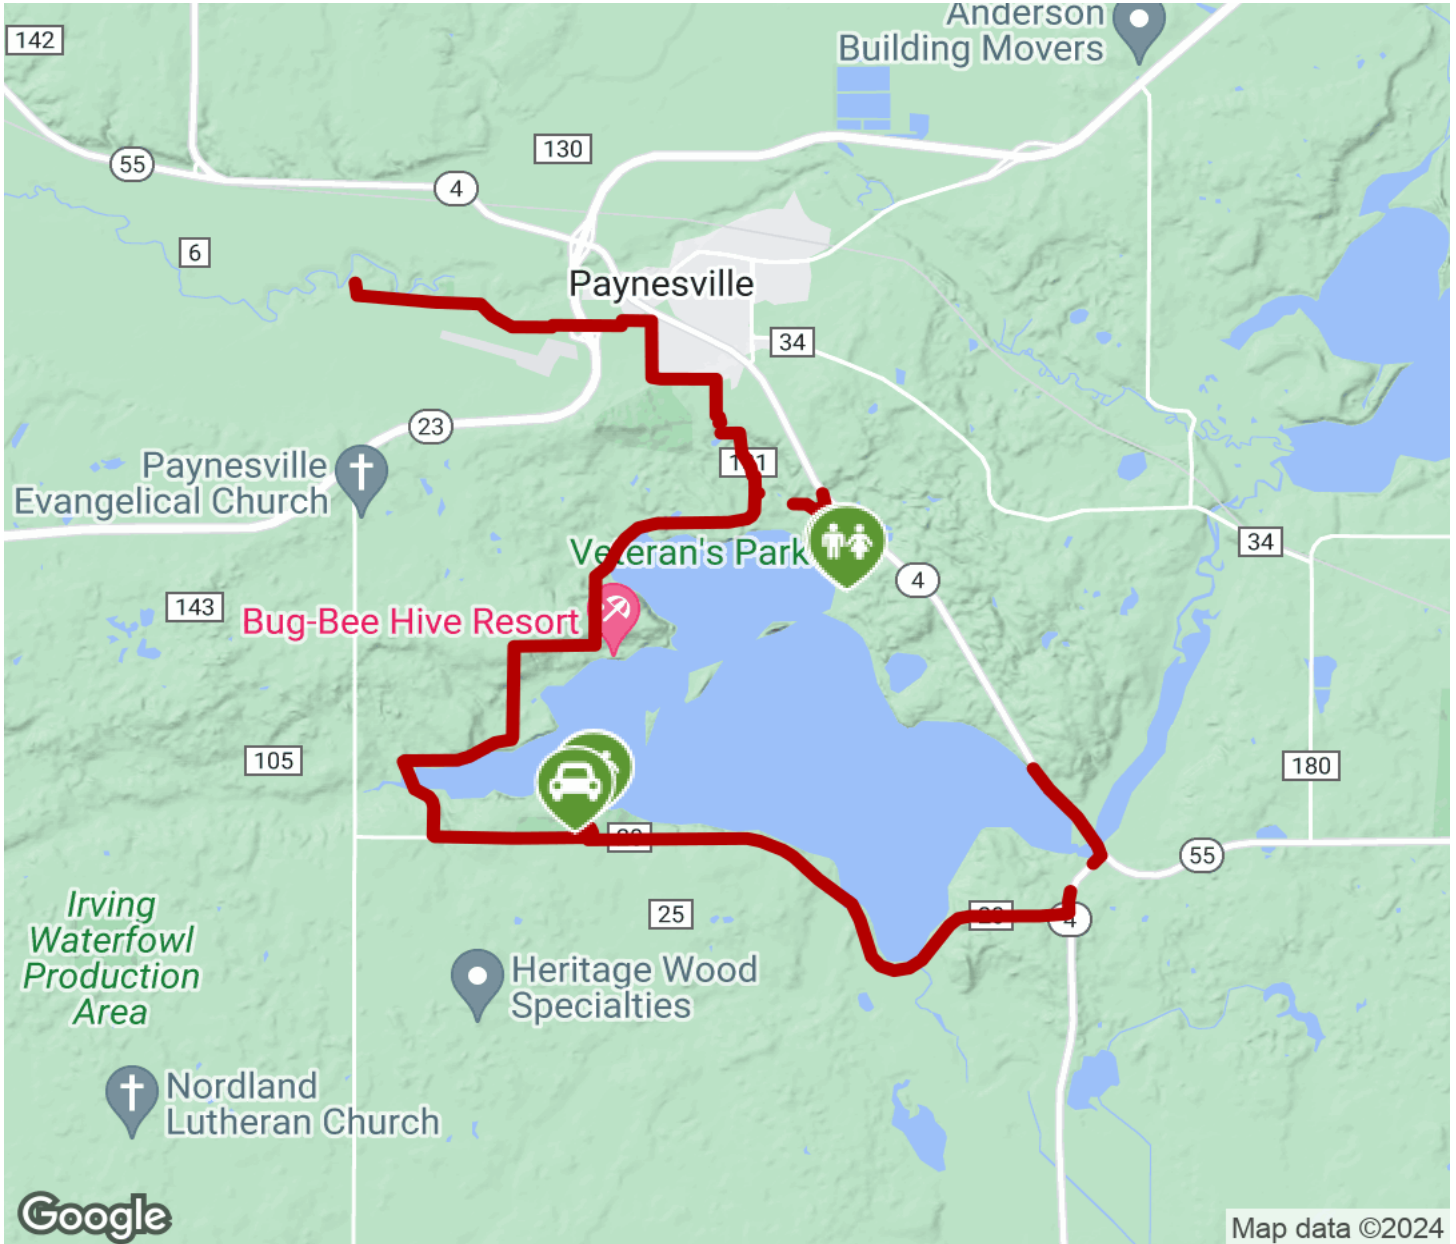 Anderson
Building Movers
142
130
55
4
6
Paynesville
34
23
Paynesville
Evangelical Church
34
Veteran's Park
4
143
Bug-Bee Hive Resort
105
180
55
25
4
Irving
Waterfowl
Production
Area
Heritage Wood
Specialties
Nordland
Lutheran Church
Google
Map data ©2024